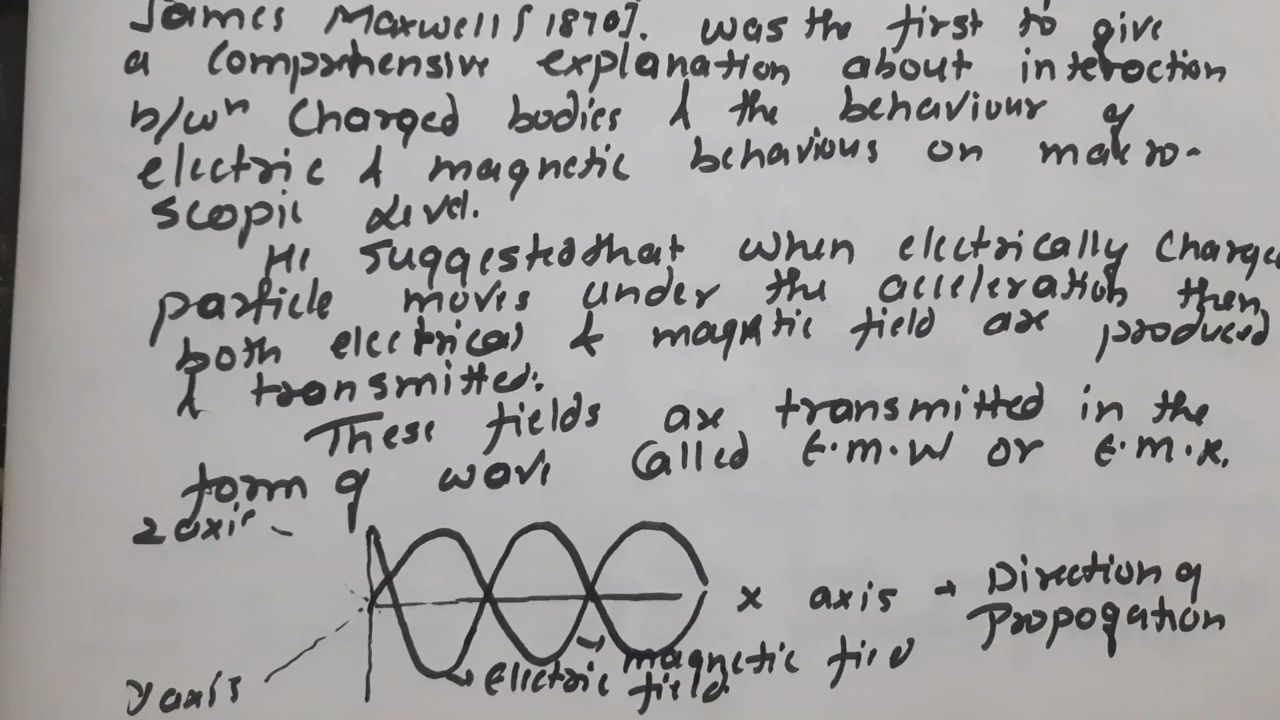 James Maxwell [1870]. was the first to give
a comprehensive explanation about interaction
b/wn Charged bodies & the behaviour of
electric & magnetic behavious on makro-
scopic level.
He suggested that when electrically charged
particle moves under the acceleration then
both electrical & magnetic field are produced
& transmitted.
These fields are transmitted in the
form of wave called E.M.W or E.M.R.
z axis
x axis → Direction of
Propogation
y axis
Electric field
magnetic field